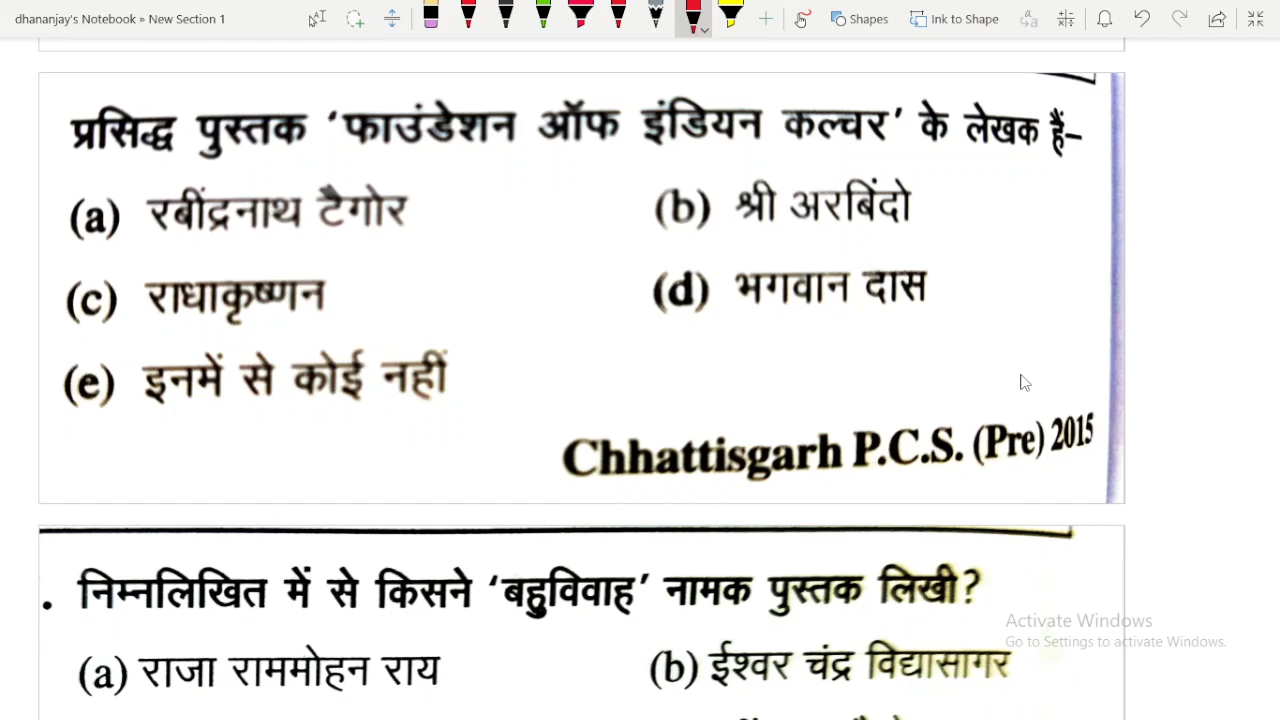 dhananjay's Notebook » New Section 1
Shapes
Ink to Shape
प्रसिद्ध पुस्तक 'फाउंडेशन ऑफ इंडियन कल्चर' के लेखक हैं–
(a) रबींद्रनाथ टैगोर (b) श्री अरबिंदो
(c) राधाकृष्णन (d) भगवान दास
(e) इनमें से कोई नहीं
Chhattisgarh P.C.S. (Pre) 2015
. निम्नलिखित में से किसने 'बहुविवाह' नामक पुस्तक लिखी?
Activate Windows
Go to Settings to activate Windows.
(a) राजा राममोहन राय (b) ईश्वर चंद्र विद्यासागर